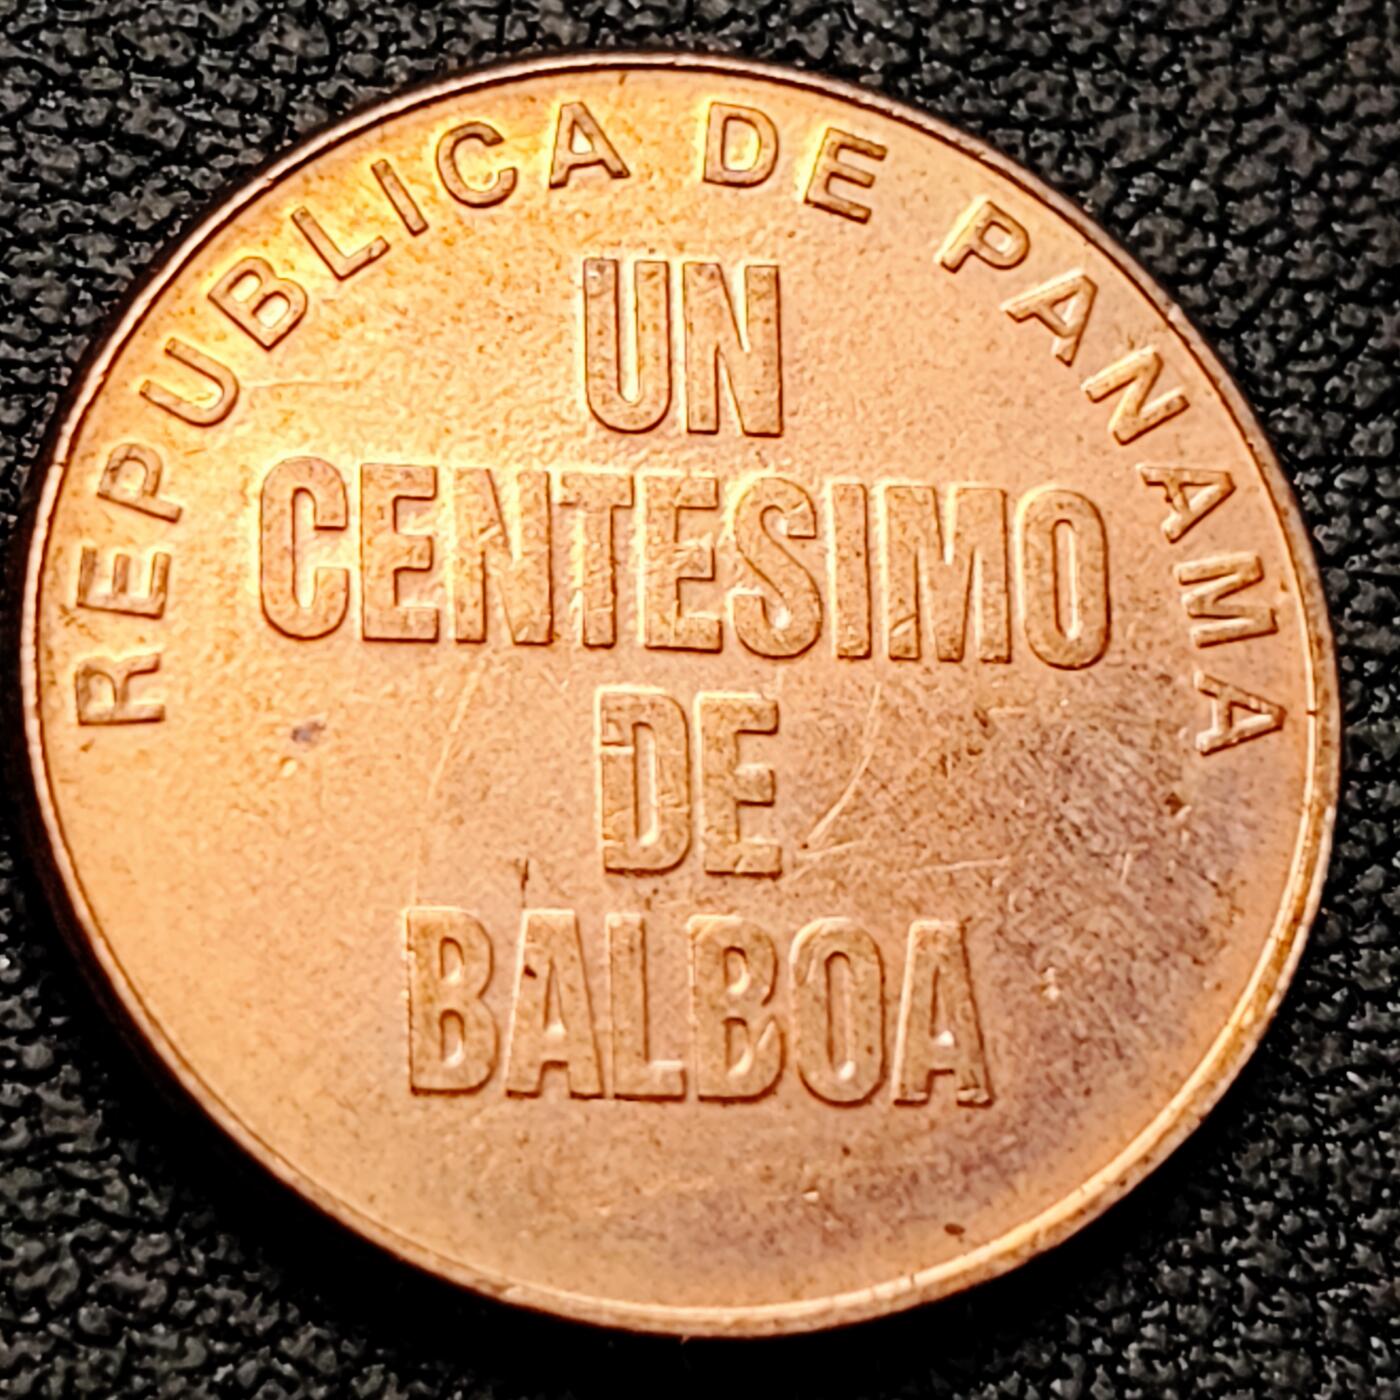 REPUBLICA DE PANAMA
UN
CENTESIMO
DE
BALBOA